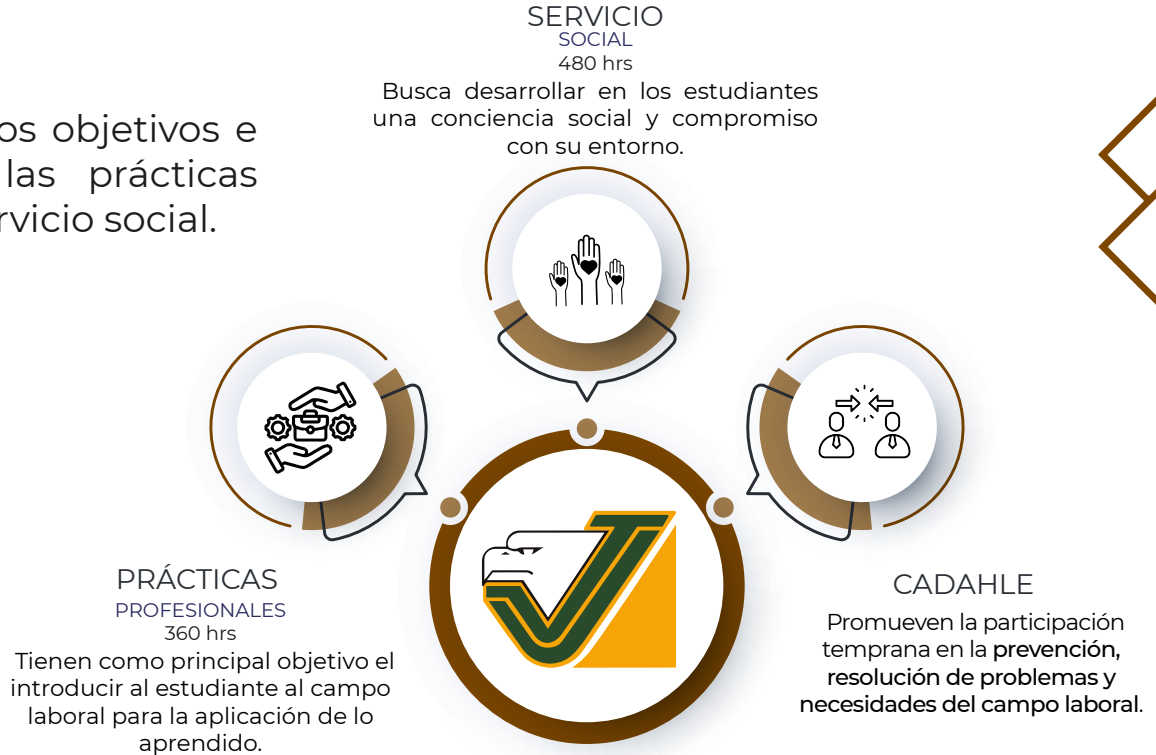 SERVICIO
SOCIAL
480 hrs
Busca desarrollar en los estudiantes
una conciencia social y compromiso
con su entorno.
objetivos e
las prácticas
social.
PRÁCTICAS
PROFESIONALES
360 hrs
Tienen como principal objetivo el
introducir al estudiante al campo
laboral para la aplicación de lo
aprendido.
CADAHLE
Promueven la participación
temprana en la prevención,
resolución de problemas y
necesidades del campo laboral.